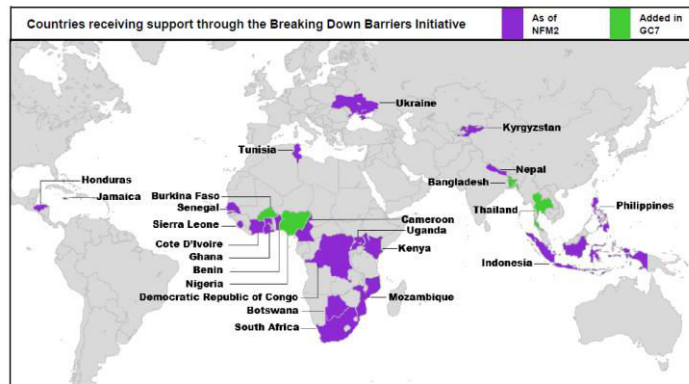 Countries receiving support through the Breaking Down Barriers Initiative
As of
NFM2
Added in
GC7
Ukraine
Kyrgyzstan
Tunisia
Nepal
Bangladesh
Honduras
Jamaica
Burkina Faso
Senegal
Cameroon
Uganda
Thailand
Philippines
Sierra Leone
Cote D'Ivoire
Kenya
Ghana
Benin
Indonesia
Nigeria
Democratic Republic of Congo
Mozambique
Botswana
South Africa